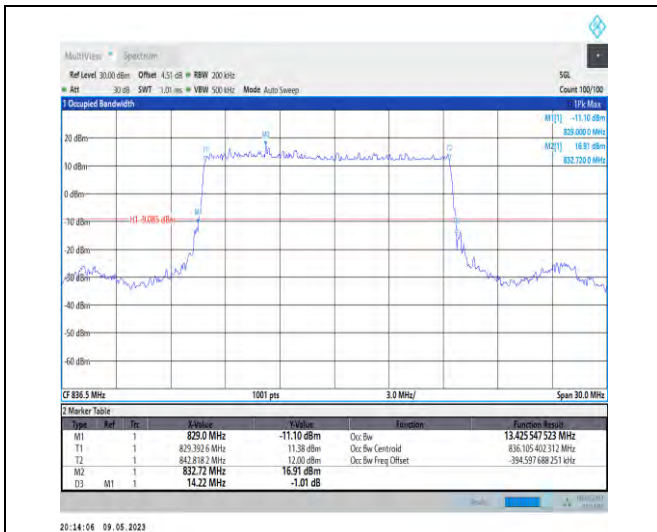 MultiView Spectrum
Ref Level 30.00 dBm Offset 4.51 dB RBW 200 kHz SGL
Att 30 dB SWT 1.01 ms VBW 500 kHz Mode Auto Sweep Count 100/100
1 Occupied Bandwidth 1Pk Max
M1[1] -11.10 dBm
829.000 0 MHz
M2[1] 16.91 dBm
832.720 0 MHz
20 dBm
10 dBm
0 dBm
-10 dBm
H1 -9.085 dBm
-20 dBm
-30 dBm
-40 dBm
-50 dBm
-60 dBm
M2
T1
T2
M1
CF 836.5 MHz 1001 pts 3.0 MHz/ Span 30.0 MHz
2 Marker Table
Type Ref Trc X-Value Y-Value Function Function Result
M1 1 829.0 MHz -11.10 dBm Occ Bw 13.425 547 523 MHz
T1 1 829.392 6 MHz 11.38 dBm Occ Bw Centroid 836.105 402 312 MHz
T2 1 842.818 2 MHz 12.00 dBm Occ Bw Freq Offset -394.597 688 251 kHz
M2 1 832.72 MHz 16.91 dBm
D3 M1 1 14.22 MHz -1.01 dB
20:14:06 09.05.2023